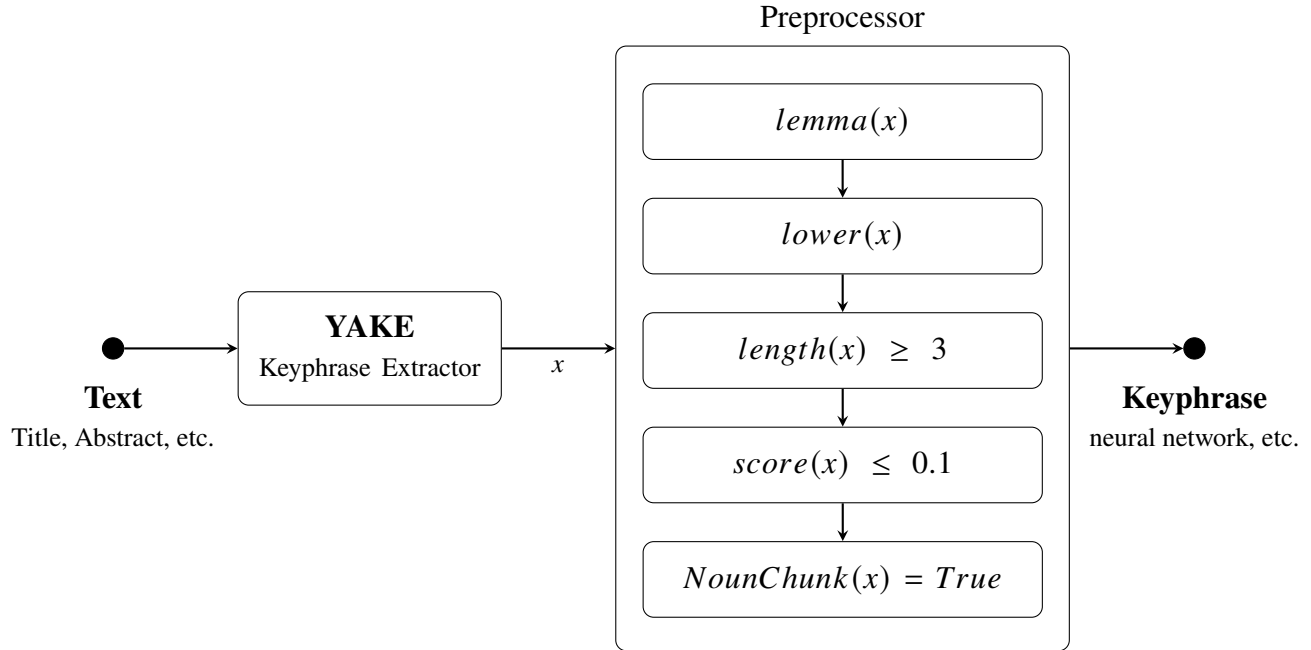 Preprocessor
lemma(x)
lower(x)
length(x) ≥ 3
score(x) ≤ 0.1
NounChunk(x) = True
YAKE
Keyphrase Extractor
x
Text
Title, Abstract, etc.
Keyphrase
neural network, etc.